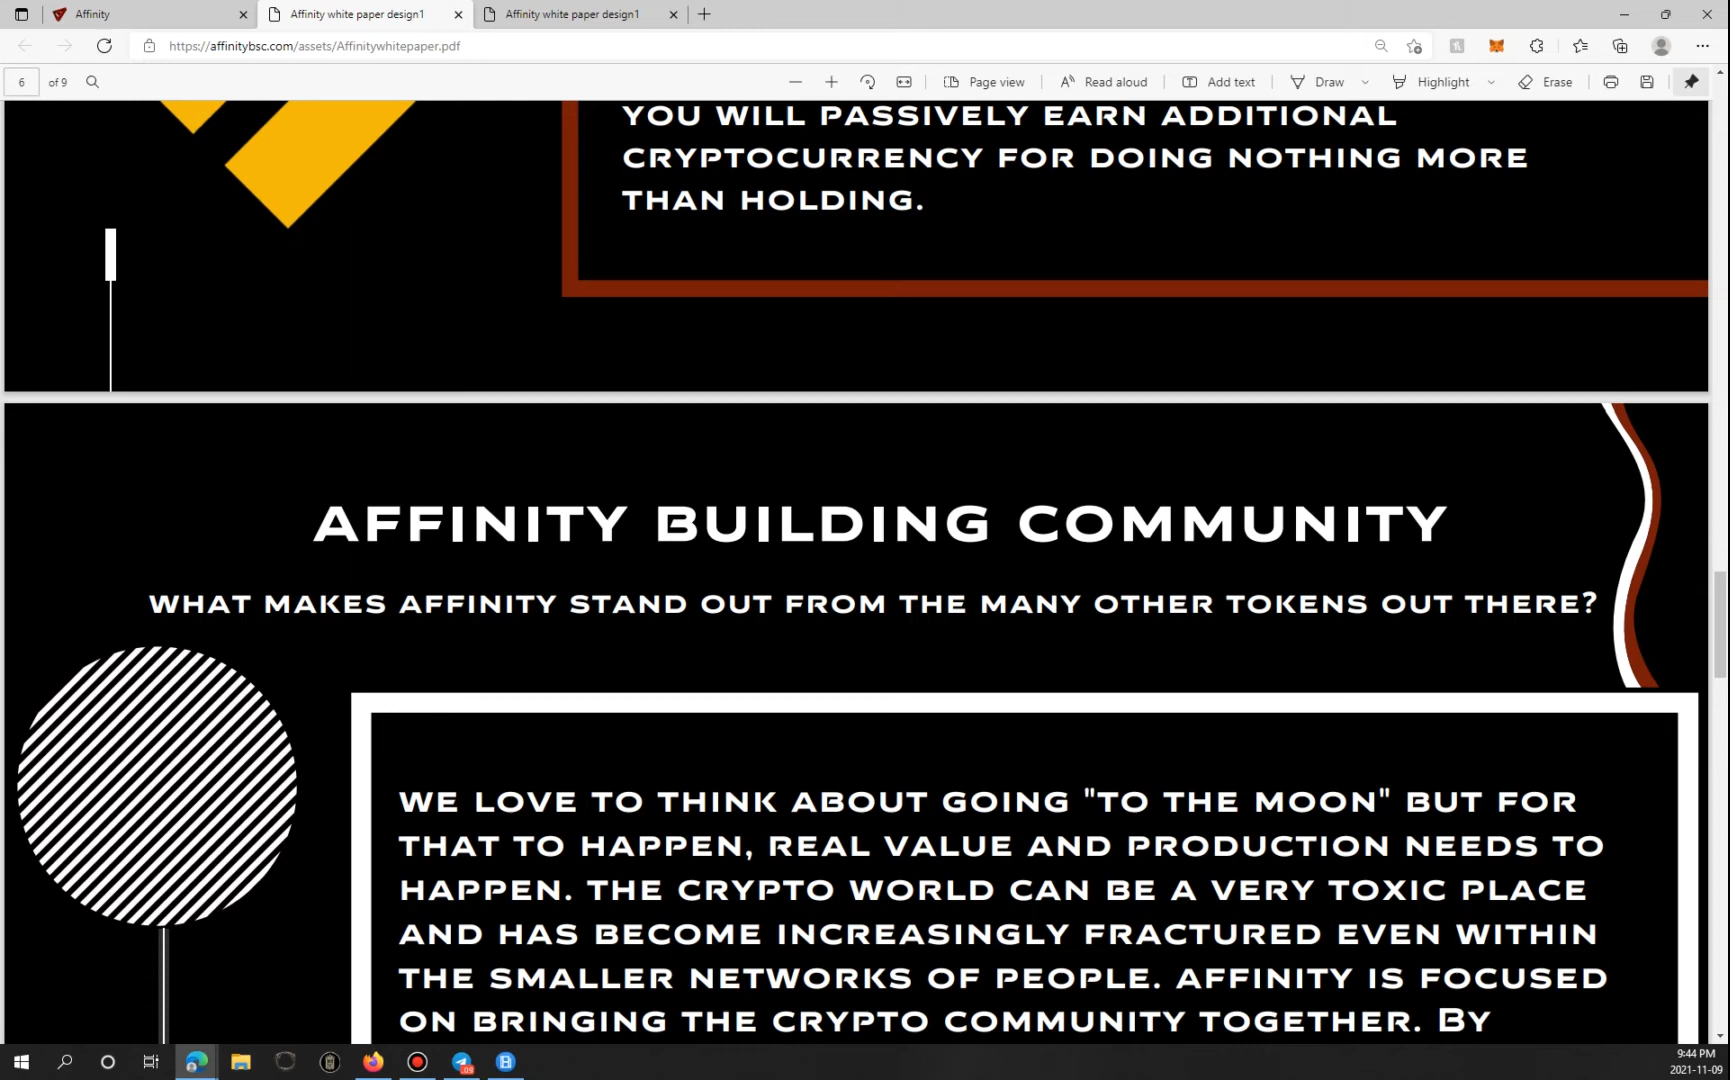 Affinity
Affinity white paper design1
Affinity white paper design1
https://affinitybsc.com/assets/Affinitywhitepaper.pdf
6 of 9
Page view
Read aloud
Add text
Draw
Highlight
Erase
YOU WILL PASSIVELY EARN ADDITIONAL
CRYPTOCURRENCY FOR DOING NOTHING MORE
THAN HOLDING.
AFFINITY BUILDING COMMUNITY
WHAT MAKES AFFINITY STAND OUT FROM THE MANY OTHER TOKENS OUT THERE?
WE LOVE TO THINK ABOUT GOING "TO THE MOON" BUT FOR
THAT TO HAPPEN, REAL VALUE AND PRODUCTION NEEDS TO
HAPPEN. THE CRYPTO WORLD CAN BE A VERY TOXIC PLACE
AND HAS BECOME INCREASINGLY FRACTURED EVEN WITHIN
THE SMALLER NETWORKS OF PEOPLE. AFFINITY IS FOCUSED
ON BRINGING THE CRYPTO COMMUNITY TOGETHER. BY
9:44 PM
2021-11-09